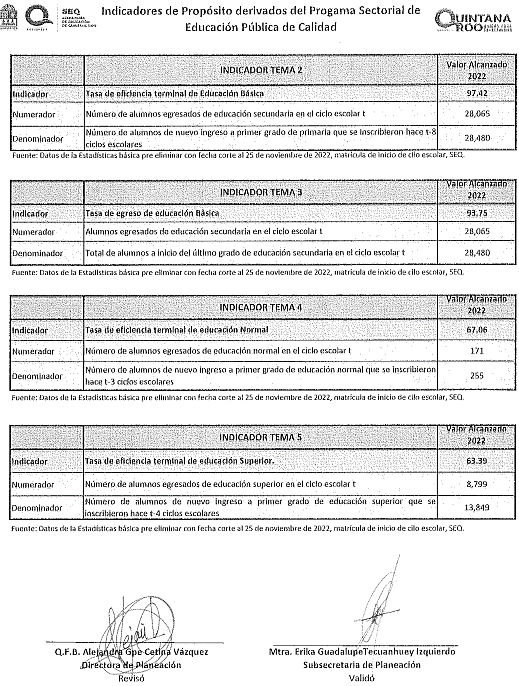 SEQ
SECRETARÍA
DE EDUCACIÓN
DE QUINTANA ROO
Indicadores de Propósito derivados del Progama Sectorial de
Educación Pública de Calidad
QUINTANA
ROO
INDICADOR TEMA 2
Valor Alcanzado
2022
Indicador Tasa de eficiencia terminal de Educación Básica 97.42
Numerador Número de alumnos egresados de educación secundaria en el ciclo escolar t 28,065
Denominador Número de alumnos de nuevo ingreso a primer grado de primaria que se inscribieron hace t-8
ciclos escolares 28,480
Fuente: Datos de la Estadísticas básica pre eliminar con fecha corte al 25 de noviembre de 2022, matrícula de inicio de cilo escolar, SEQ.
INDICADOR TEMA 3
Valor Alcanzado
2022
Indicador Tasa de egreso de educación Básica 93.75
Numerador Alumnos egresados de educación secundaria en el ciclo escolar t 28,065
Denominador Total de alumnos a inicio del último grado de educación secundaria en el ciclo escolar t 28,480
Fuente: Datos de la Estadísticas básica pre eliminar con fecha corte al 25 de noviembre de 2022, matrícula de inicio de cilo escolar, SEQ.
INDICADOR TEMA 4
Valor Alcanzado
2022
Indicador Tasa de eficiencia terminal de educación Normal 67.06
Numerador Número de alumnos egresados de educación normal en el ciclo escolar t 171
Denominador Número de alumnos de nuevo ingreso a primer grado de educación normal que se inscribieron
hace t-3 ciclos escolares 255
Fuente: Datos de la Estadísticas básica pre eliminar con fecha corte al 25 de noviembre de 2022, matrícula de inicio de cilo escolar, SEQ.
INDICADOR TEMA 5
Valor Alcanzado
2022
Indicador Tasa de eficiencia terminal de educación Superior. 63.39
Numerador Número de alumnos egresados de educación superior en el ciclo escolar t 8,799
Denominador Número de alumnos de nuevo ingreso a primer grado de educación superior que se
inscribieron hace t-4 ciclos escolares 13,849
Fuente: Datos de la Estadísticas básica pre eliminar con fecha corte al 25 de noviembre de 2022, matrícula de inicio de cilo escolar, SEQ.
Q.F.B. Alejandra Gpe Cetina Vázquez
Directora de Planeación
Revisó
Mtra. Erika GuadalupeTecuanhuey Izquierdo
Subsecretaria de Planeación
Validó